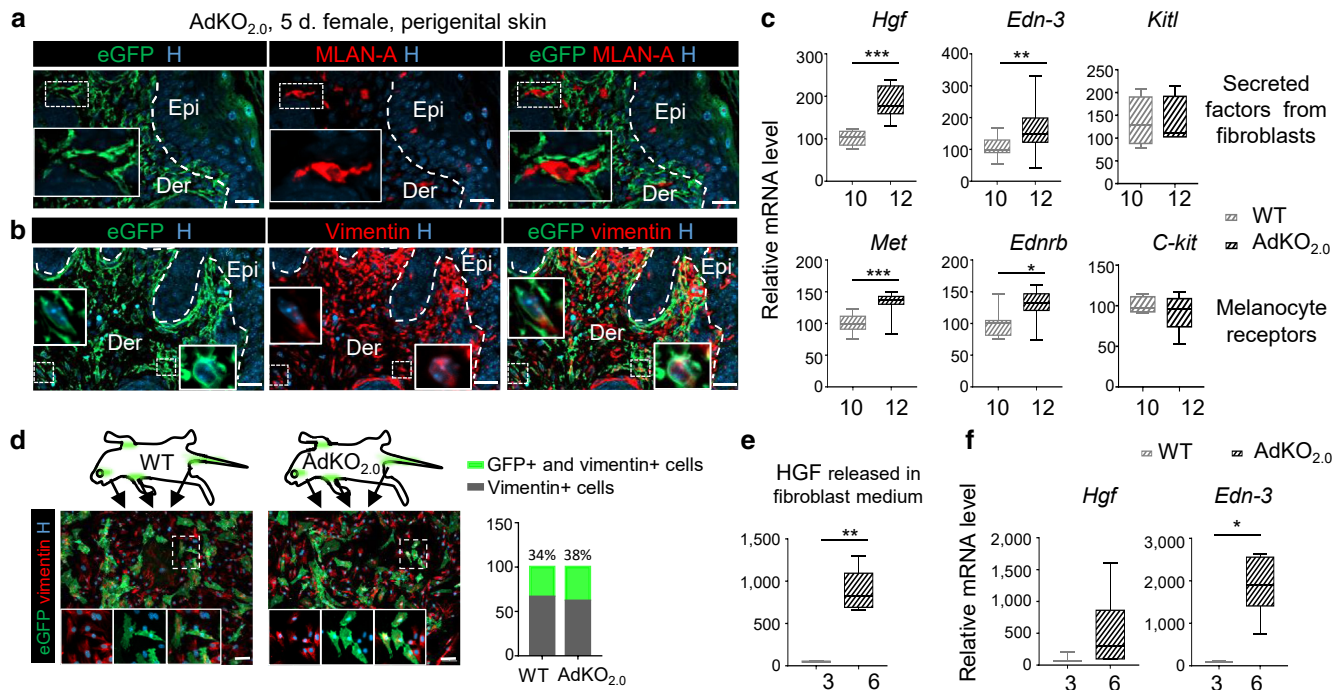 a
AdKO2.0, 5 d. female, perigenital skin
eGFP H
MLAN-A H
eGFP MLAN-A H
Epi
Der
Epi
Der
Epi
Der
b
eGFP H
Vimentin H
eGFP vimentin H
Epi
Der
Epi
Der
Epi
Der
c
Relative mRNA level
Hgf
***
300
200
100
0
10 12
Edn-3
**
400
300
200
100
0
10 12
Kitl
250
200
150
100
50
0
10 12
Secreted
factors from
fibroblasts
WT
AdKO2.0
Met
***
200
150
100
50
0
10 12
Ednrb
*
200
150
100
50
0
10 12
C-kit
150
100
50
0
10 12
Melanocyte
receptors
d
WT
AdKO2.0
eGFP vimentin H
GFP+ and vimentin+ cells
Vimentin+ cells
150
100
50
0
34% 38%
WT AdKO2.0
e
HGF released in
fibroblast medium
**
1,500
1,000
500
0
3 6
f
WT AdKO2.0
Relative mRNA level
Hgf
2,000
1,500
1,000
500
0
3 6
Edn-3
*
3,000
2,000
1,000
0
3 6